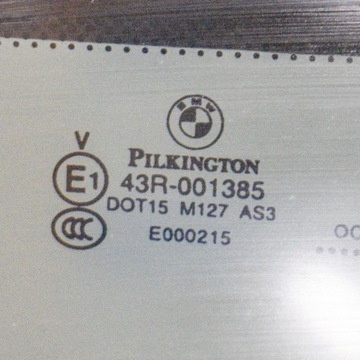 BMW
PILKINGTON
V
E1 43R-001385
DOT15 M127 AS3
CCC E000215